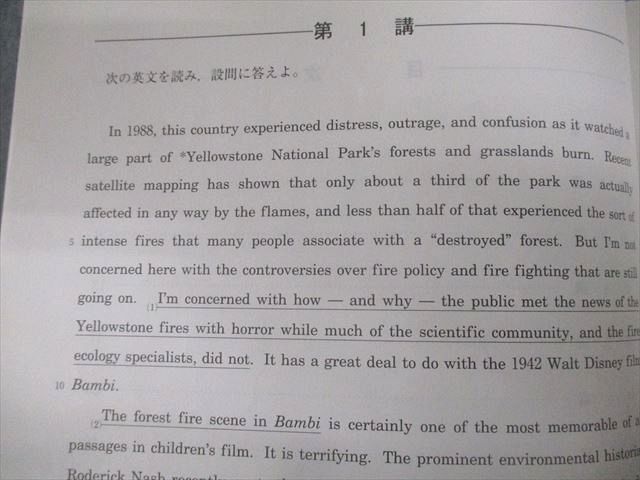 第 1 講
次の英文を読み，設問に答えよ。
In 1988, this country experienced distress, outrage, and confusion as it watched a
large part of *Yellowstone National Park's forests and grasslands burn. Recent
satellite mapping has shown that only about a third of the park was actually
affected in any way by the flames, and less than half of that experienced the sort of
5 intense fires that many people associate with a “destroyed” forest. But I'm not
concerned here with the controversies over fire policy and fire fighting that are still
going on. (1)I'm concerned with how — and why — the public met the news of the
Yellowstone fires with horror while much of the scientific community, and the fire
ecology specialists, did not. It has a great deal to do with the 1942 Walt Disney film
10 Bambi.
(2)The forest fire scene in Bambi is certainly one of the most memorable of a
passages in children's film. It is terrifying. The prominent environmental
Roderick Nash